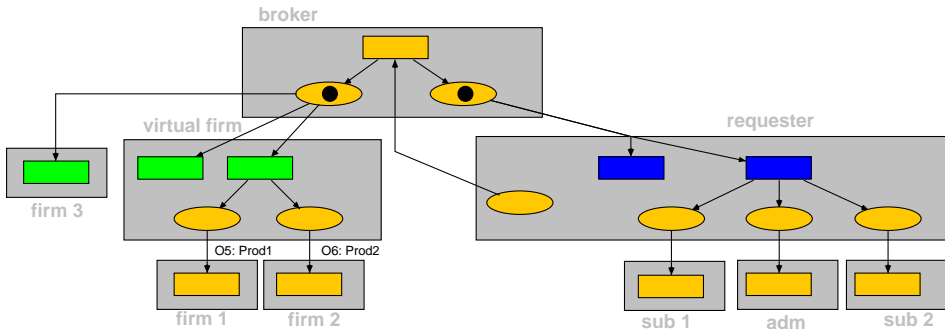 broker
virtual firm
requester
firm 3
O5: Prod1
O6: Prod2
firm 1
firm 2
sub 1
adm
sub 2